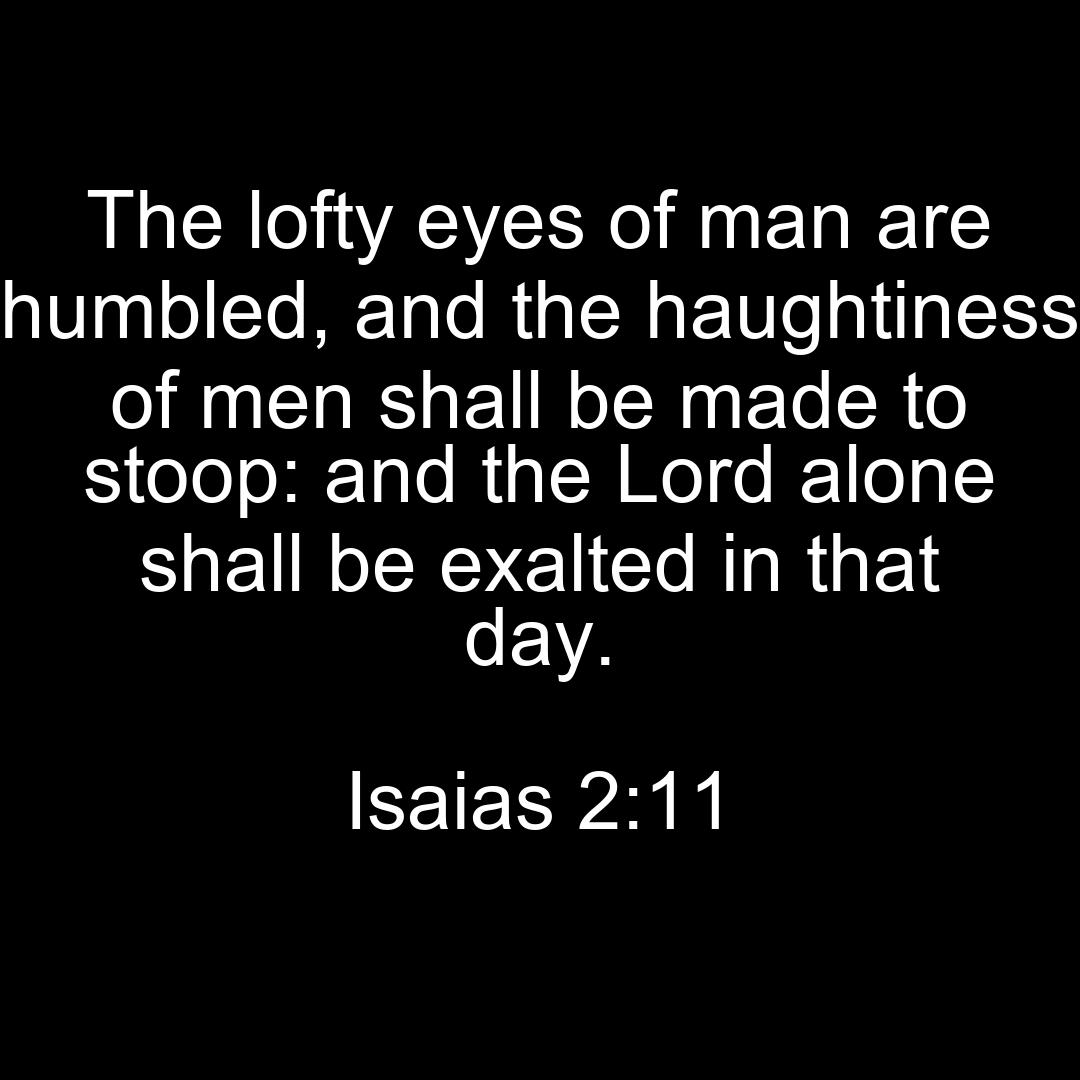 The lofty eyes of man are
humbled, and the haughtiness
of men shall be made to
stoop: and the Lord alone
shall be exalted in that
day.
Isaias 2:11